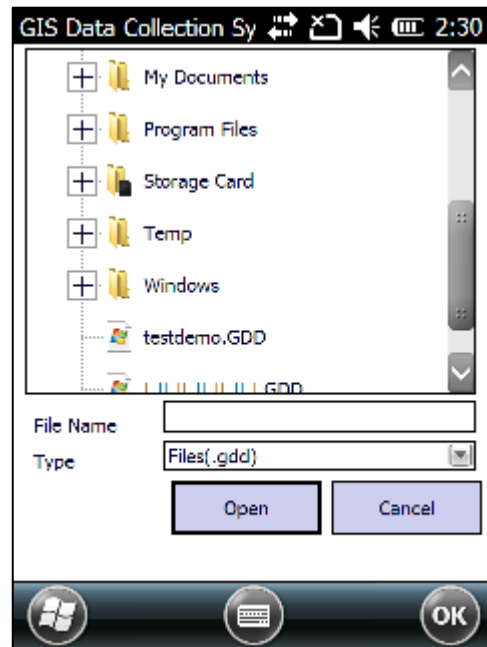 GIS Data Collection Sy 2:30
My Documents
Program Files
Storage Card
Temp
Windows
testdemo.GDD
File Name
Type Files(.gdd)
Open Cancel
OK